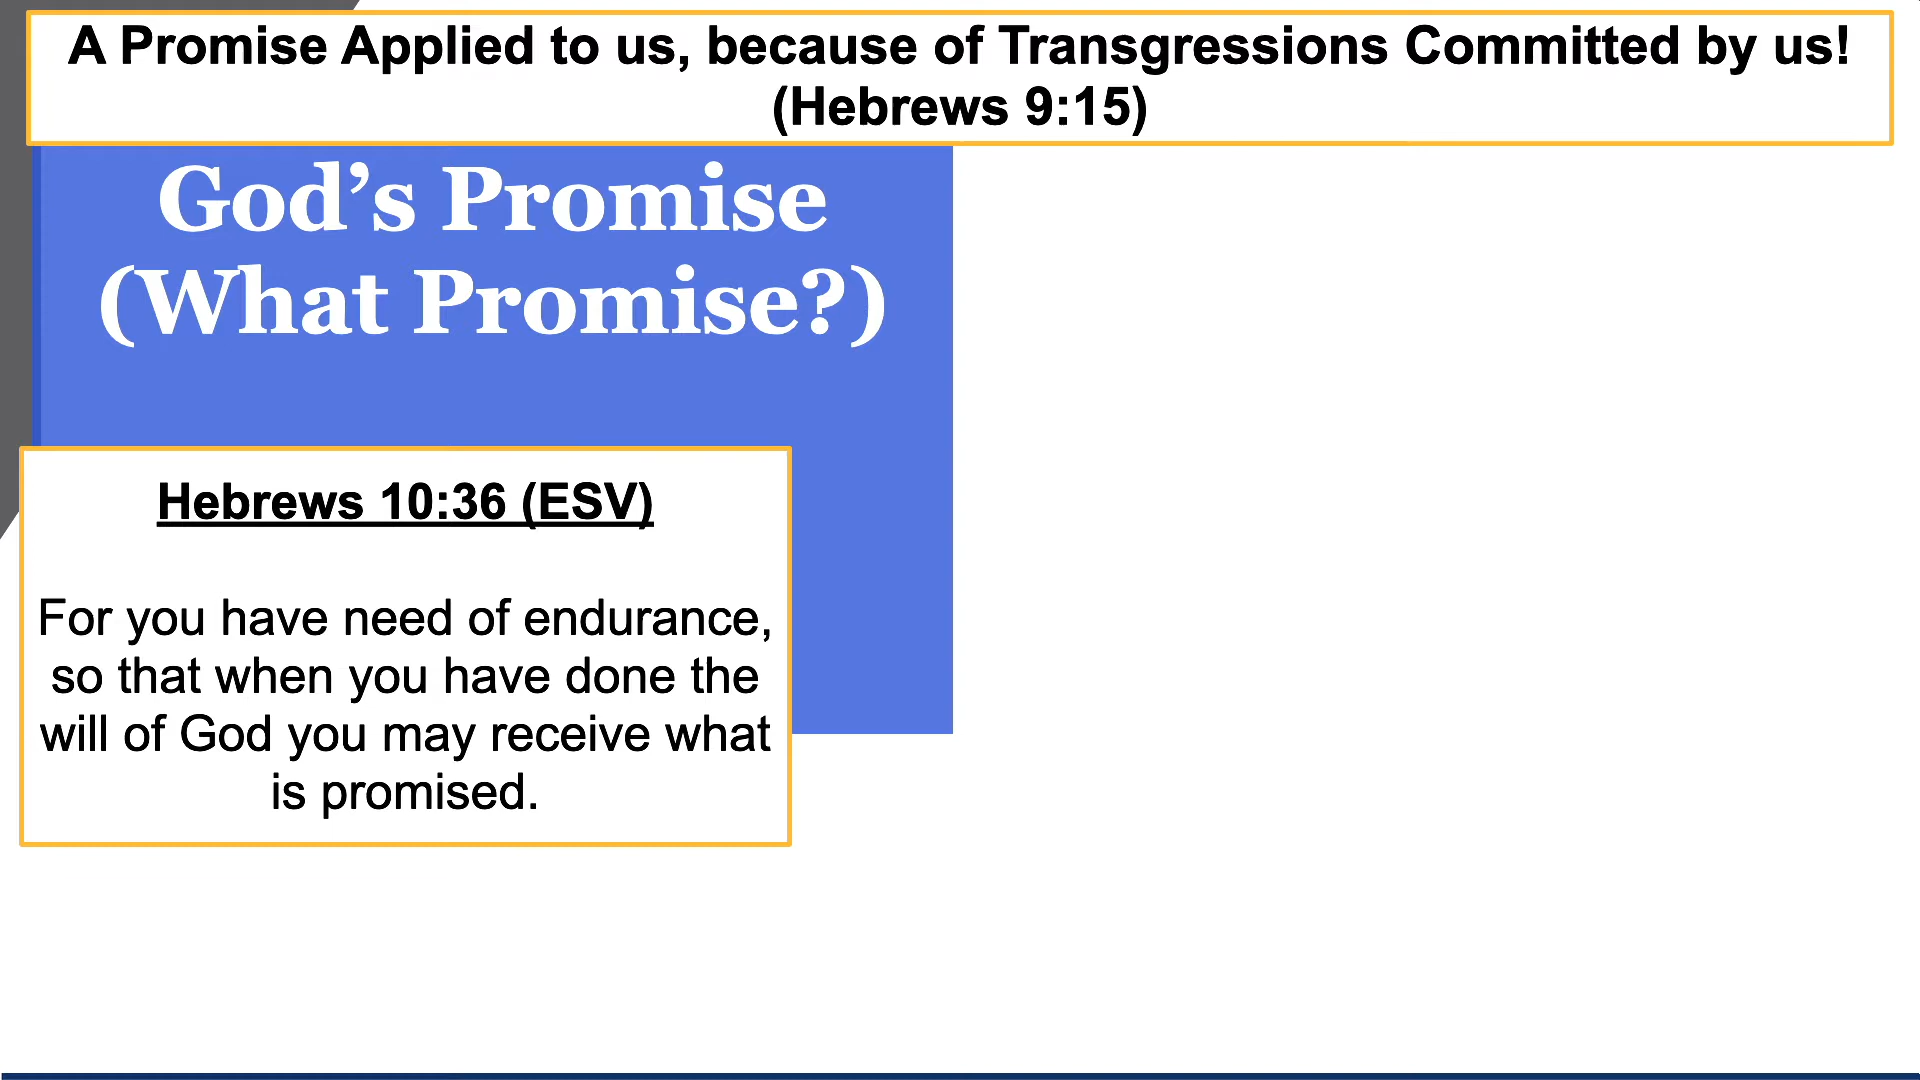 A Promise Applied to us, because of Transgressions Committed by us!
(Hebrews 9:15)
God’s Promise
(What Promise?)
Hebrews 10:36 (ESV)
For you have need of endurance,
so that when you have done the
will of God you may receive what
is promised.